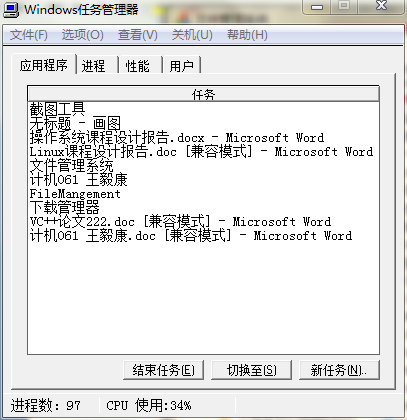 Windows任务管理器
文件(F) 选项(O) 查看(V) 关机(U) 帮助(H)
应用程序 进程 性能 用户
任务
截图工具
无标题 - 画图
操作系统课程设计报告.docx - Microsoft Word
Linux课程设计报告.doc [兼容模式] - Microsoft Word
文件管理系统
计机061 王毅康
FileMangement
下载管理器
VC++论文222.doc [兼容模式] - Microsoft Word
计机061 王毅康.doc [兼容模式] - Microsoft Word
结束任务(E) 切换至(S) 新任务(N)..
进程数: 97 CPU 使用:34%